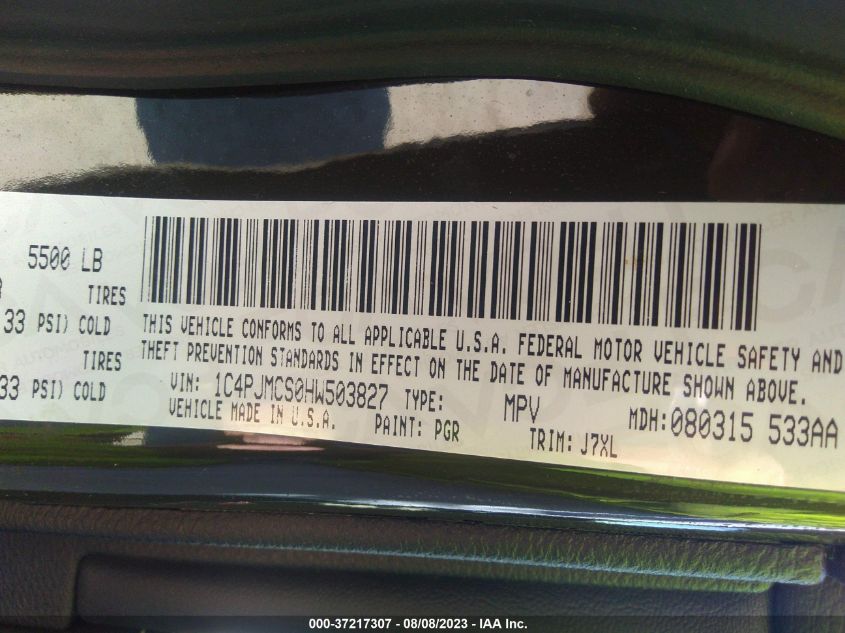 5500 LB
TIRES
33 PSI) COLD
TIRES
33 PSI) COLD
THIS VEHICLE CONFORMS TO ALL APPLICABLE U.S.A. FEDERAL MOTOR VEHICLE SAFETY AND
THEFT PREVENTION STANDARDS IN EFFECT ON THE DATE OF MANUFACTURE SHOWN ABOVE.
VIN: 1C4PJMCS0HW503827 TYPE: MPV MDH: 080315 533AA
VEHICLE MADE IN U.S.A. PAINT: PGR TRIM: J7XL
000-37217307 - 08/08/2023 - IAA Inc.